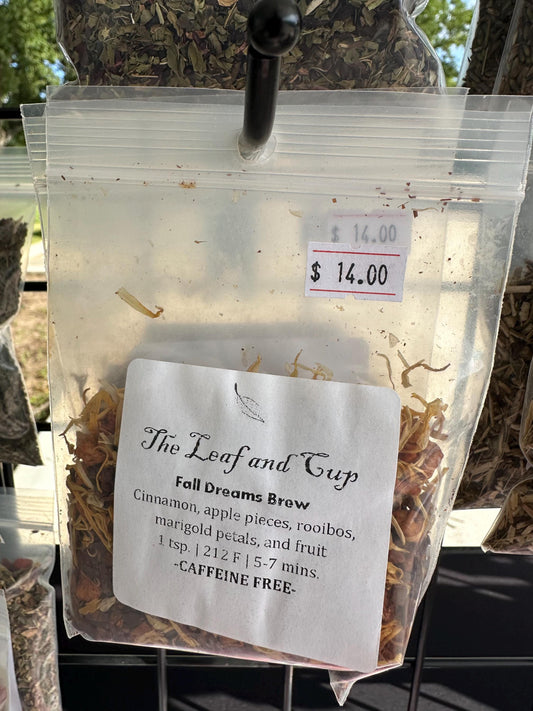 $ 14.00
$ 14.00
The Leaf and Cup
Fall Dreams Brew
Cinnamon, apple pieces, rooibos,
marigold petals, and fruit
1 tsp. | 212 F | 5-7 mins.
-CAFFEINE FREE-